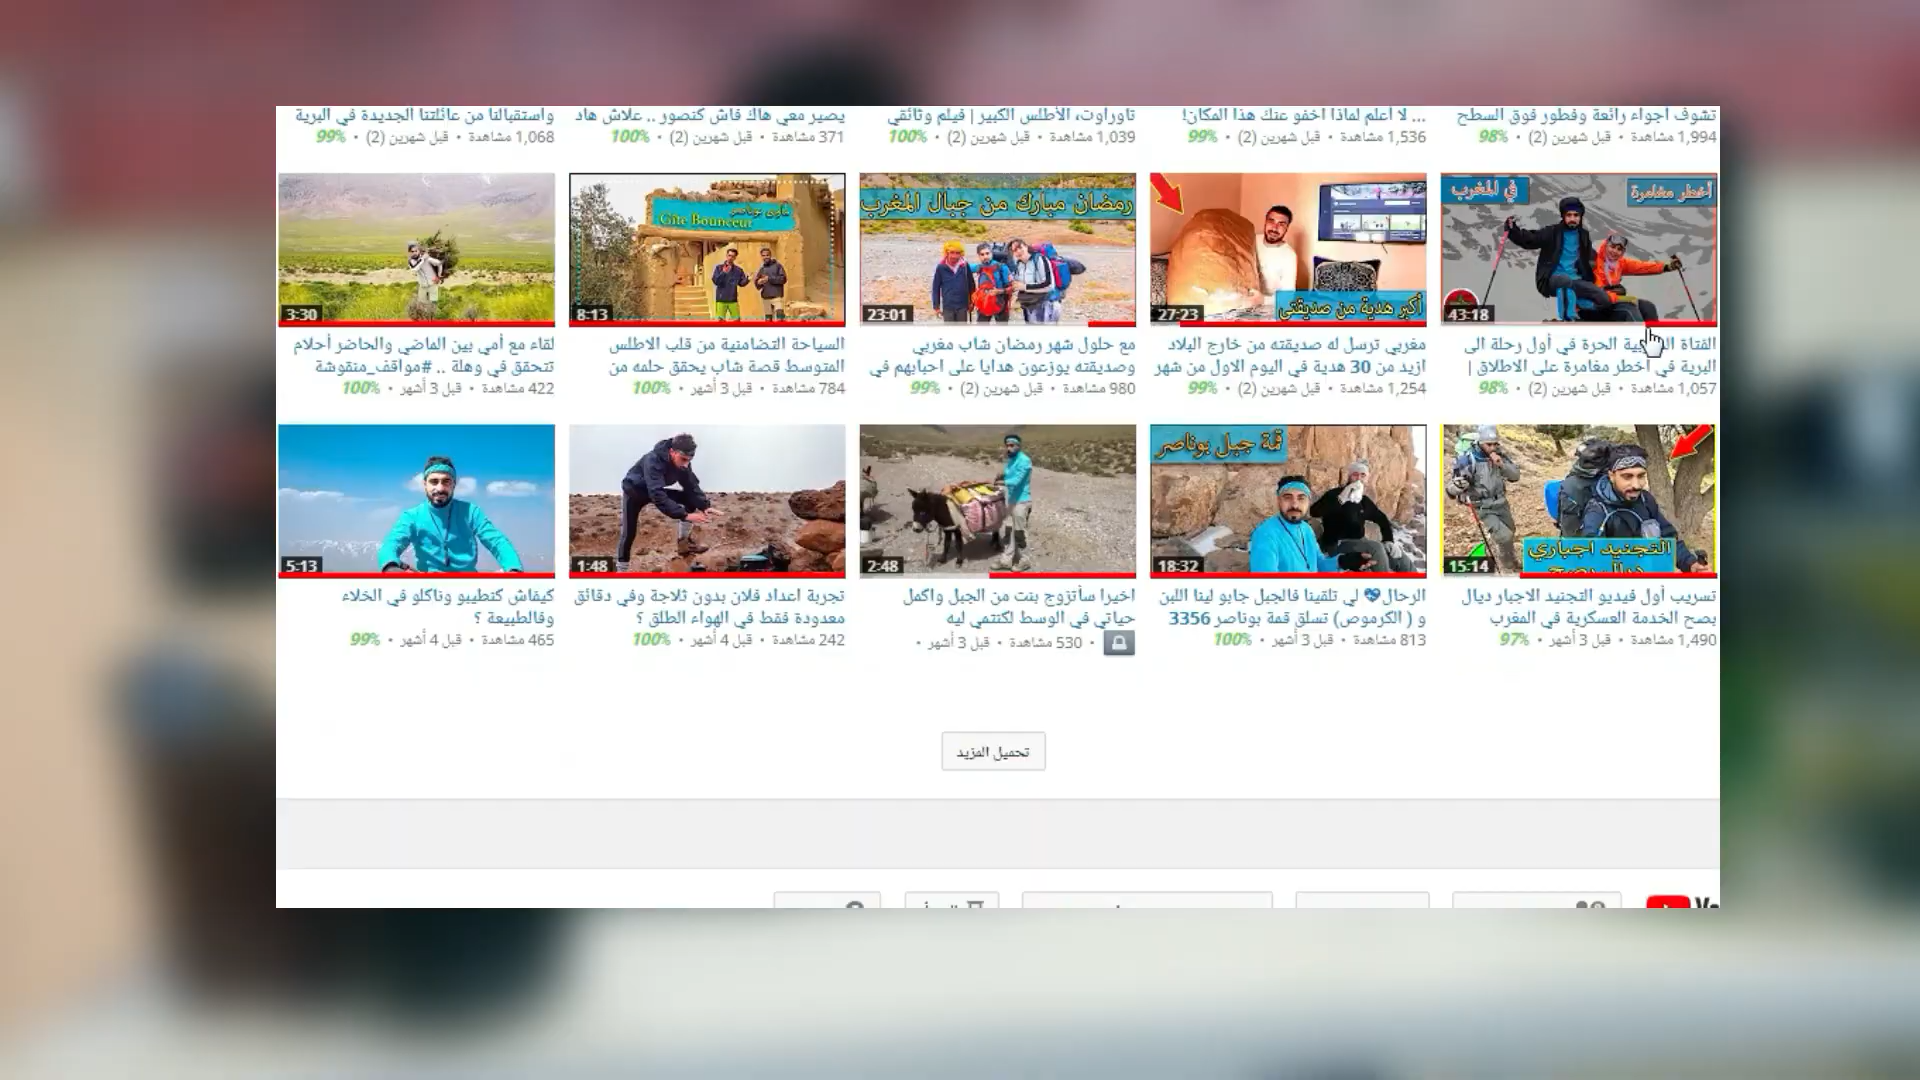 تشوف أجواء رائعة وفطور فوق السطح
1,994 مشاهدة • قبل شهرين (2) • 98%
... لا أعلم لماذا اخفو عنك هذا المكان!
1,536 مشاهدة • قبل شهرين (2) • 99%
تاوراوت، الأطلس الكبير | فيلم وثائقي
1,039 مشاهدة • قبل شهرين (2) • 100%
يصير معي هاك فاش كنصور .. علاش هاد
371 مشاهدة • قبل شهرين (2) • 100%
واستقبالنا من عائلتنا الجديدة في البرية
1,068 مشاهدة • قبل شهرين (2) • 99%
أخطر مغامرة
في المغرب
43:18
الفتاة الحرة في أول رحلة الى
البرية في أخطر مغامرة على الاطلاق |
1,057 مشاهدة • قبل شهرين (2) • 98%
أكبر هدية من صديقتي
27:23
مغربي ترسل له صديقته من خارج البلاد
ازيد من 30 هدية في اليوم الاول من شهر
1,254 مشاهدة • قبل شهرين (2) • 99%
رمضان مبارك من جبال المغرب
23:01
مع حلول شهر رمضان شاب مغربي
وصديقته يوزعون هدايا على احبابهم في
980 مشاهدة • قبل شهرين (2) • 99%
Gîte Bounceur
8:13
السياحة التضامنية من قلب الاطلس
المتوسط قصة شاب يحقق حلمه من
784 مشاهدة • قبل 3 أشهر • 100%
3:30
لقاء مع أمي بين الماضي والحاضر أحلام
تتحقق في وهلة .. #مواقف_منقوشة
422 مشاهدة • قبل 3 أشهر • 100%
التجنيد اجباري
15:14
تسريب أول فيديو التجنيد الاجبار ديال
بصح الخدمة العسكرية في المغرب
1,490 مشاهدة • قبل 3 أشهر • 97%
قمة جبل بوناصر
18:32
الرحال💖 لي تلقينا فالجبل جابو لينا اللبن
و ( الكرموص) تسلق قمة بوناصر 3356
813 مشاهدة • قبل 3 أشهر • 100%
2:48
اخيرا سأتزوج بنت من الجبل واكمل
حياتي في الوسط لكتنتمي ليه
530 مشاهدة • قبل 3 أشهر •
1:48
تجربة اعداد فلان بدون ثلاجة وفي دقائق
معدودة فقط في الهواء الطلق ؟
242 مشاهدة • قبل 4 أشهر • 100%
5:13
كيفاش كنطيبو وناكلو في الخلاء
وفالطبيعة ؟
465 مشاهدة • قبل 4 أشهر • 99%
تحميل المزيد